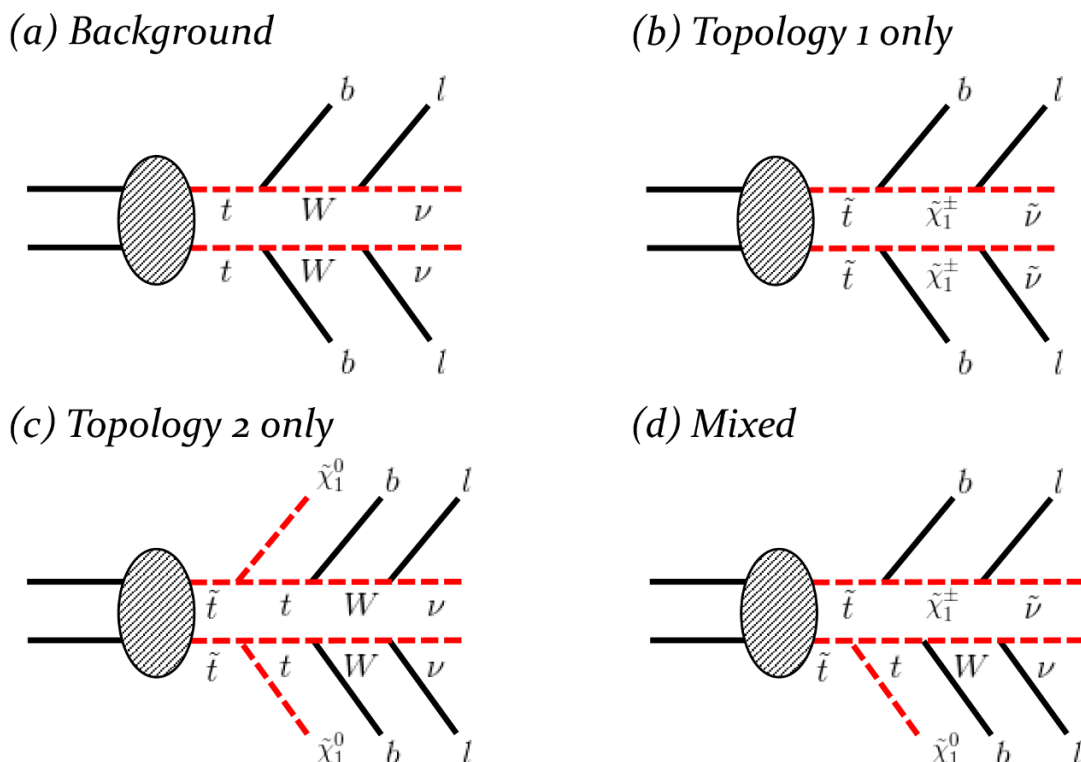 (a) Background
(b) Topology 1 only
b l
t W ν
t W ν
b l
b l
t̃ χ̃₁± ν̃
t̃ χ̃₁± ν̃
b l
(c) Topology 2 only
(d) Mixed
χ̃₁⁰ b l
t̃ t W ν
t̃ t W ν
χ̃₁⁰ b l
b l
t̃ χ̃₁± ν̃
t̃ t W ν
χ̃₁⁰ b l